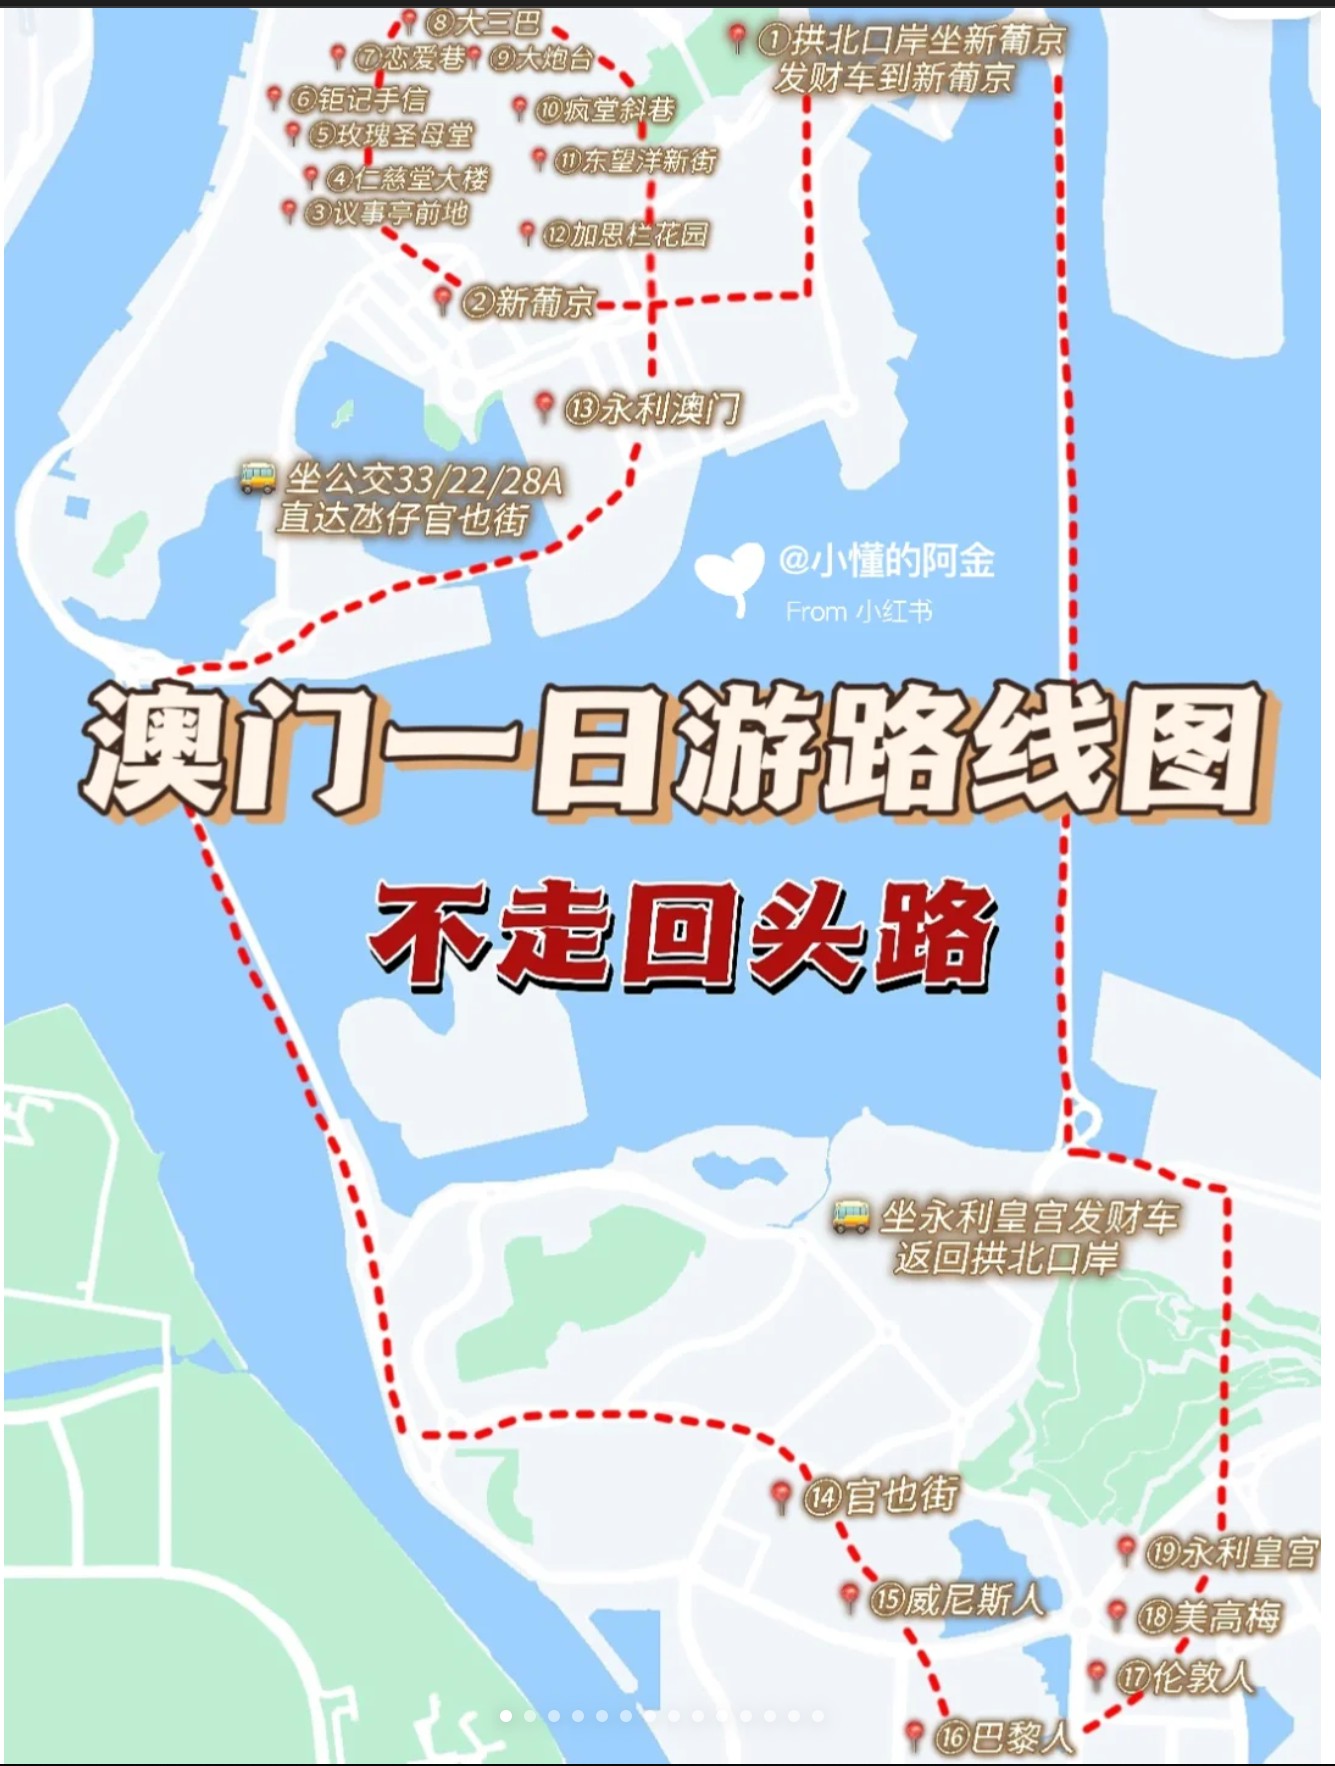 ⑧大三巴
①拱北口岸坐新葡京
发财车到新葡京
⑦恋爱巷
⑨大炮台
⑥钜记手信
⑩疯堂斜巷
⑤玫瑰圣母堂
⑪东望洋新街
④仁慈堂大楼
③议事亭前地
⑫加思栏花园
②新葡京
⑬永利澳门
坐公交33/22/28A
直达氹仔官也街
@小懂的阿金
From 小红书
澳门一日游路线图
不走回头路
坐永利皇宫发财车
返回拱北口岸
⑭官也街
⑲永利皇宫
⑮威尼斯人
⑱美高梅
⑰伦敦人
⑯巴黎人